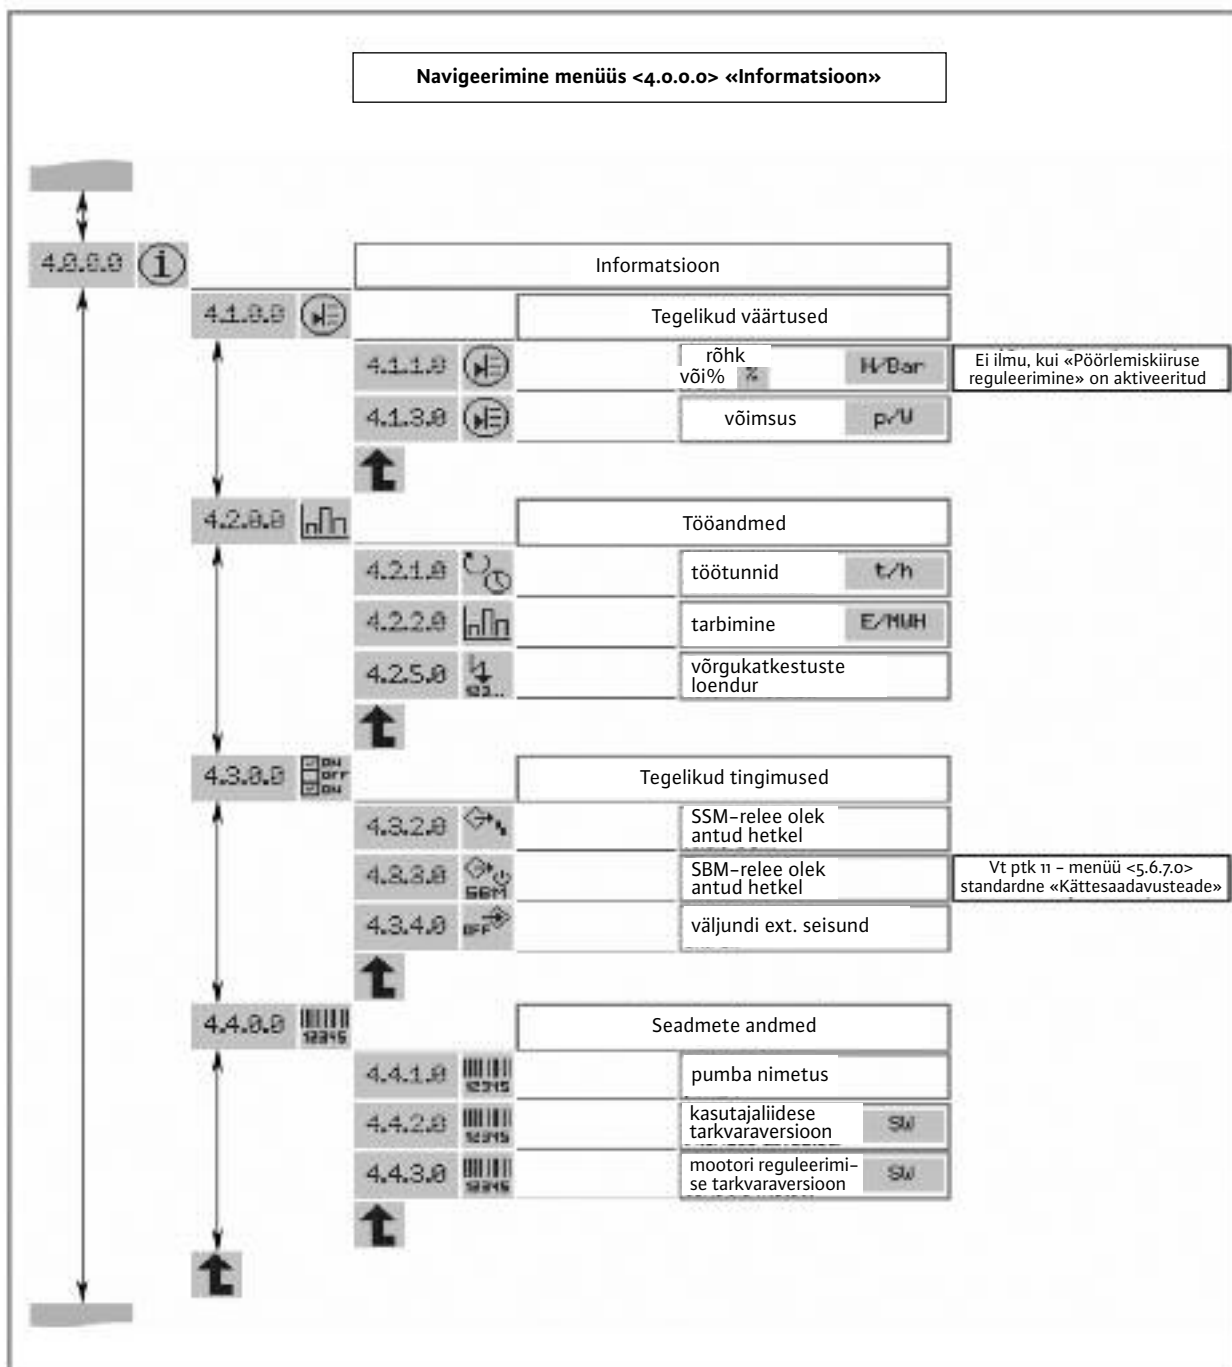 Navigeerimine menüüs <4.0.0.0> «Informatsioon»
4.0.0.0 i Informatsioon
4.1.0.0 Tegelikud väärtused
4.1.1.0 rõhk
või% % H/Bar
Ei ilmu, kui «Pöörlemiskiiruse
reguleerimine» on aktiveeritud
4.1.3.0 võimsus P/W
4.2.0.0 Tööandmed
4.2.1.0 töötunnid t/h
4.2.2.0 tarbimine E/MWH
4.2.5.0 123.. võrgukatkestuste
loendur
4.3.0.0 Tegelikud tingimused
ON
OFF
ON
4.3.2.0 SSM-relee olek
antud hetkel
4.3.3.0 SBM SBM-relee olek
antud hetkel
Vt ptk 11 – menüü <5.6.7.0>
standardne «Kättesaadavusteade»
4.3.4.0 OFF väljundi ext. seisund
4.4.0.0 12345 Seadmete andmed
4.4.1.0 12345 pumba nimetus
4.4.2.0 12345 kasutajaliidese
tarkvaraversioon SW
4.4.3.0 12345 mootori reguleerimi-
se tarkvaraversioon SW